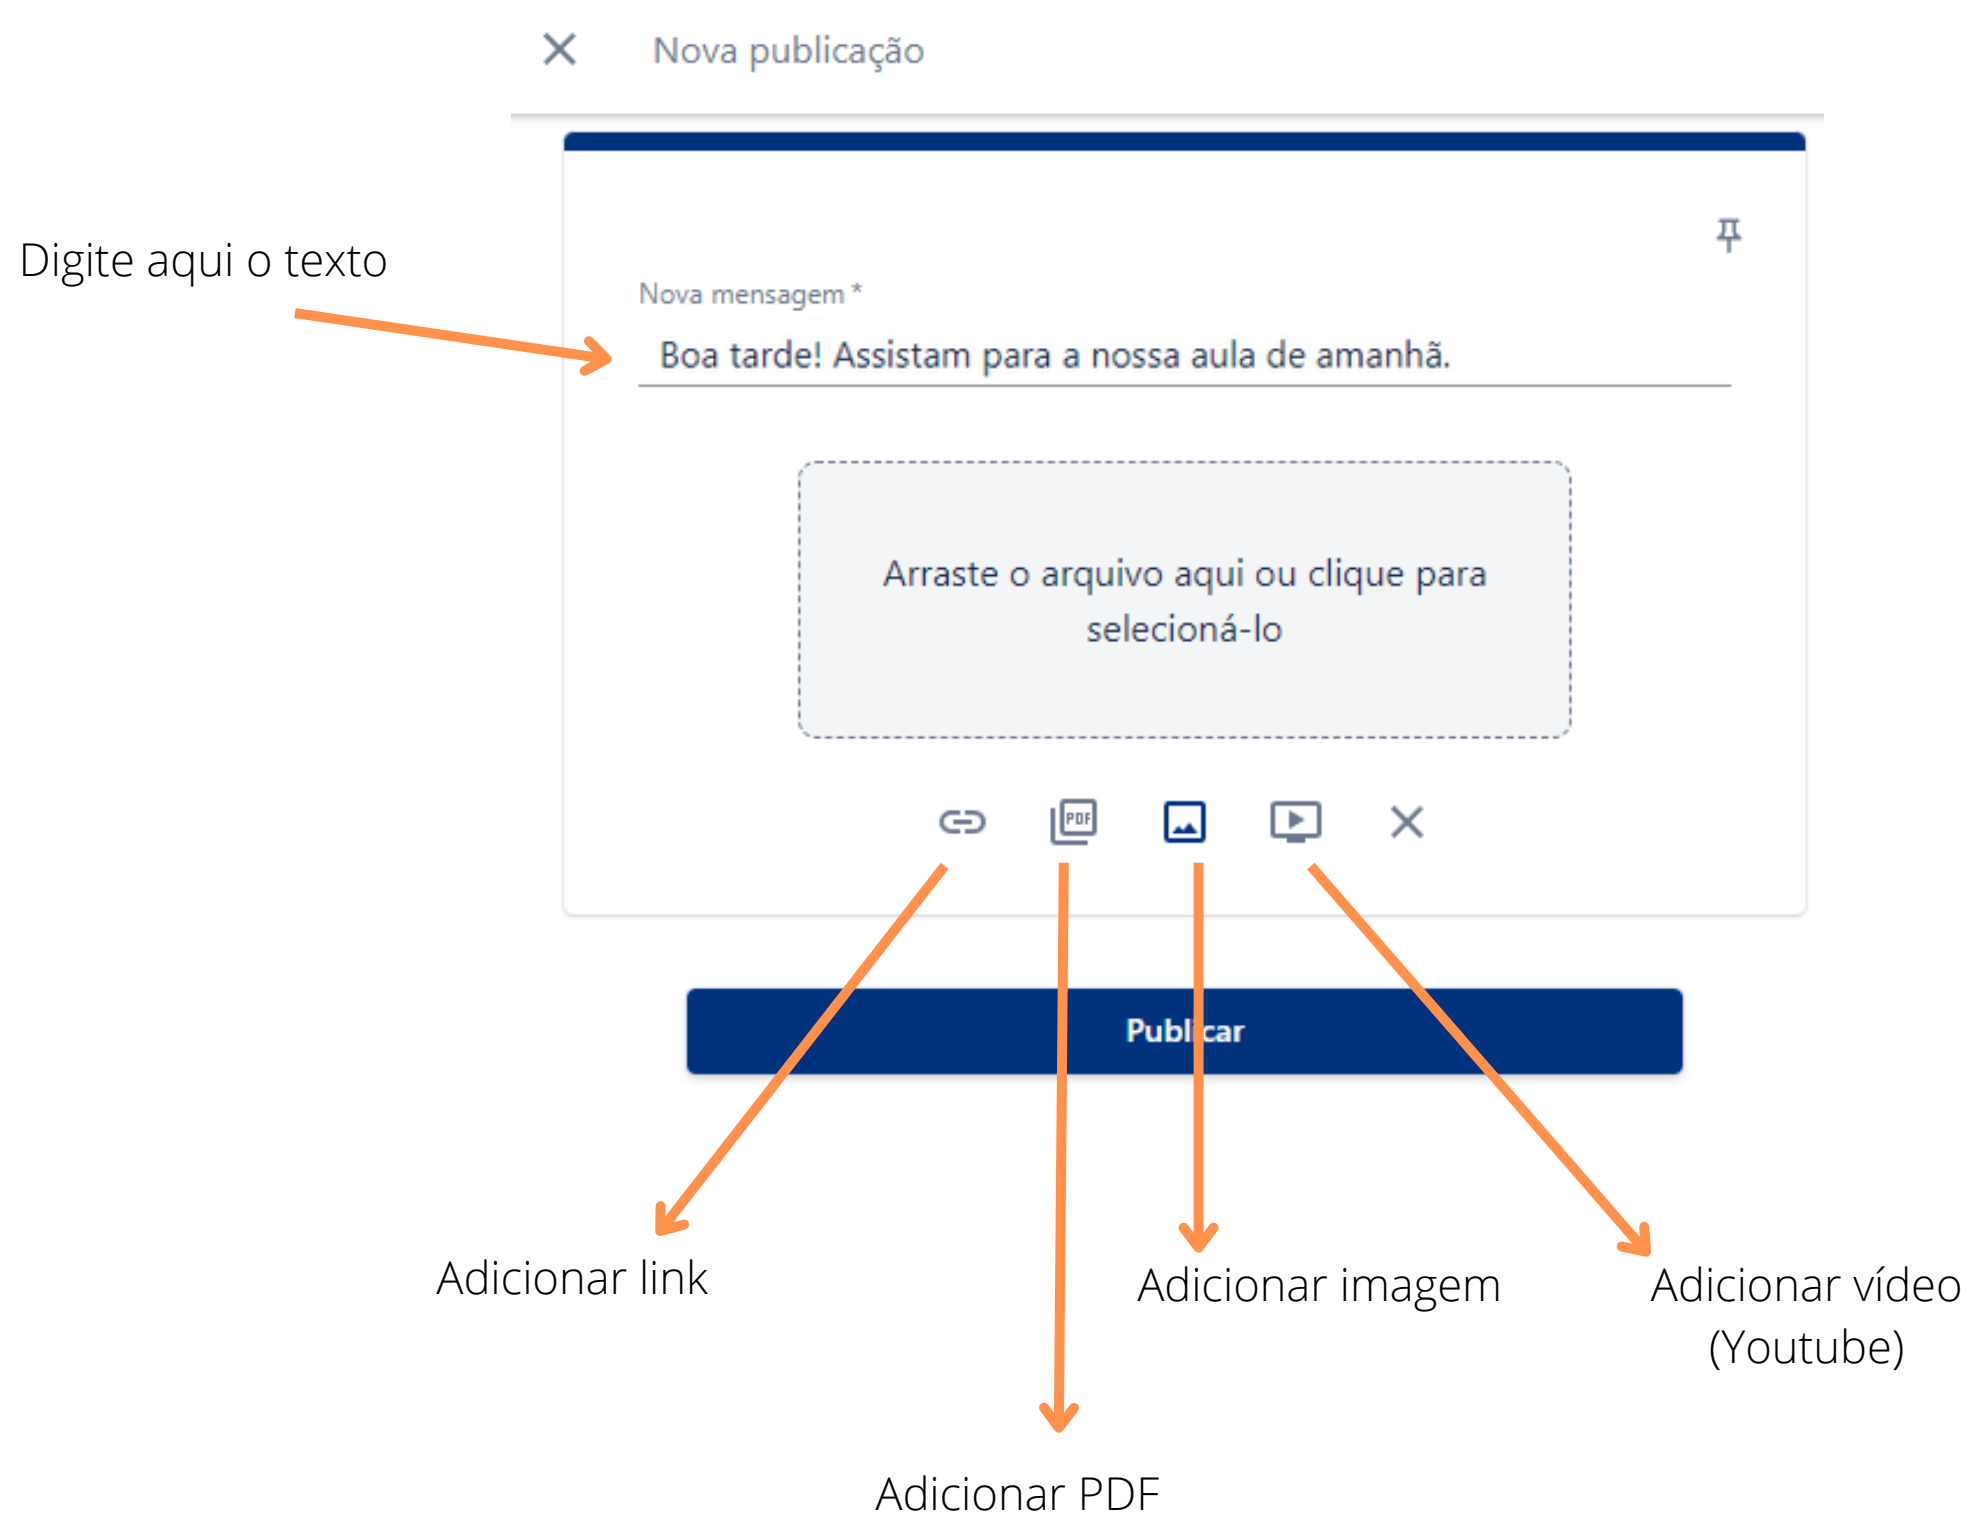 Nova publicação
Digite aqui o texto
Nova mensagem *
Boa tarde! Assistam para a nossa aula de amanhã.
Arraste o arquivo aqui ou clique para
selecioná-lo
PDF
Publicar
Adicionar link
Adicionar imagem
Adicionar vídeo
(Youtube)
Adicionar PDF